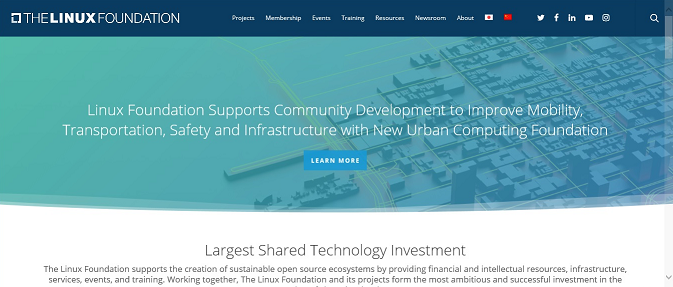 THE LINUX FOUNDATION
Projects Membership Events Training Resources Newsroom About
Linux Foundation Supports Community Development to Improve Mobility,
Transportation, Safety and Infrastructure with New Urban Computing Foundation
LEARN MORE
Largest Shared Technology Investment
The Linux Foundation supports the creation of sustainable open source ecosystems by providing financial and intellectual resources, infrastructure,
services, events, and training. Working together, The Linux Foundation and its projects form the most ambitious and successful investment in the